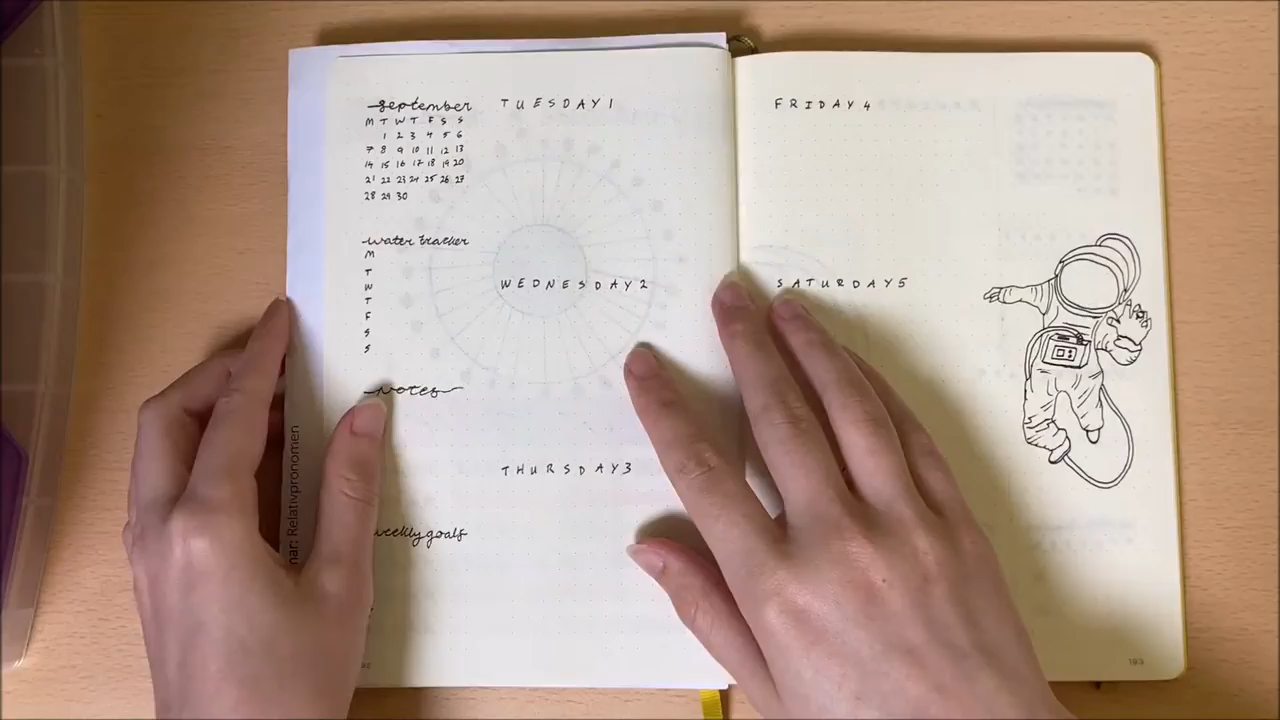 september
M T W T F S S
1 2 3 4 5 6
7 8 9 10 11 12 13
14 15 16 17 18 19 20
21 22 23 24 25 26 27
28 29 30
water tracker
M
T
W
T
F
S
S
notes
weekly goals
TUESDAY 1
WEDNESDAY 2
THURSDAY 3
FRIDAY 4
SATURDAY 5
193
nar: Relativpronomen